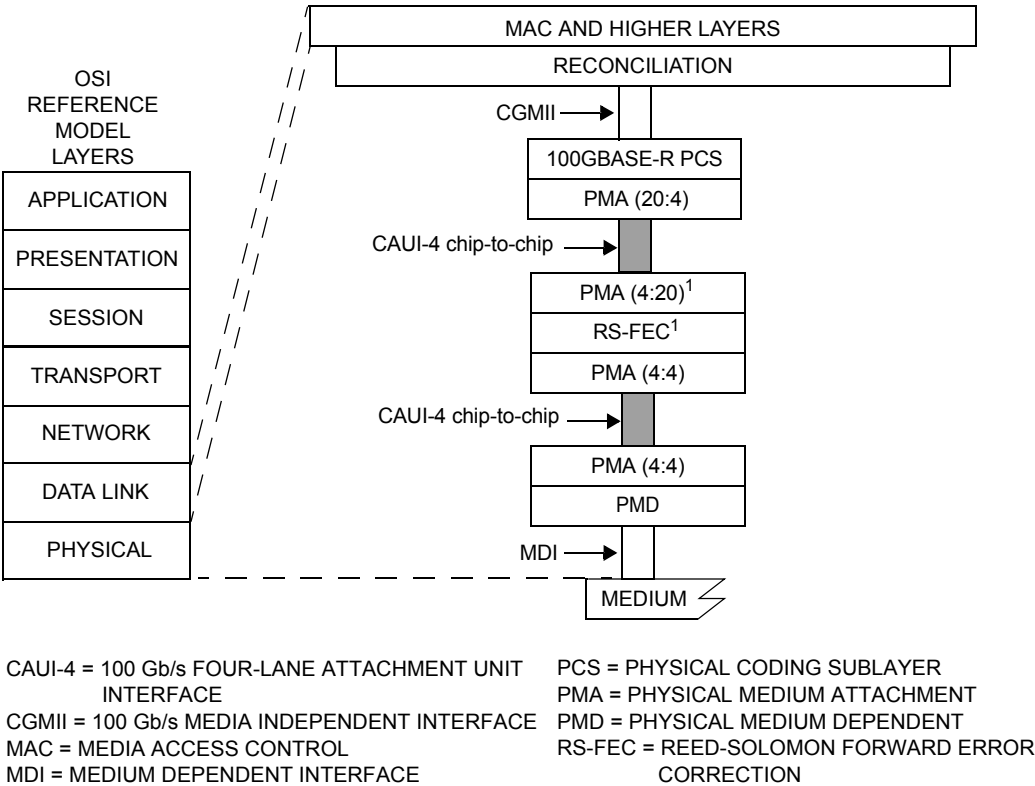 MAC AND HIGHER LAYERS
RECONCILIATION
OSI
REFERENCE
MODEL
LAYERS
APPLICATION
PRESENTATION
SESSION
TRANSPORT
NETWORK
DATA LINK
PHYSICAL
CGMII
100GBASE-R PCS
PMA (20:4)
CAUI-4 chip-to-chip
PMA (4:20)¹
RS-FEC¹
PMA (4:4)
CAUI-4 chip-to-chip
PMA (4:4)
PMD
MDI
MEDIUM
CAUI-4 = 100 Gb/s FOUR-LANE ATTACHMENT UNIT
INTERFACE
CGMII = 100 Gb/s MEDIA INDEPENDENT INTERFACE
MAC = MEDIA ACCESS CONTROL
MDI = MEDIUM DEPENDENT INTERFACE
PCS = PHYSICAL CODING SUBLAYER
PMA = PHYSICAL MEDIUM ATTACHMENT
PMD = PHYSICAL MEDIUM DEPENDENT
RS-FEC = REED-SOLOMON FORWARD ERROR
CORRECTION